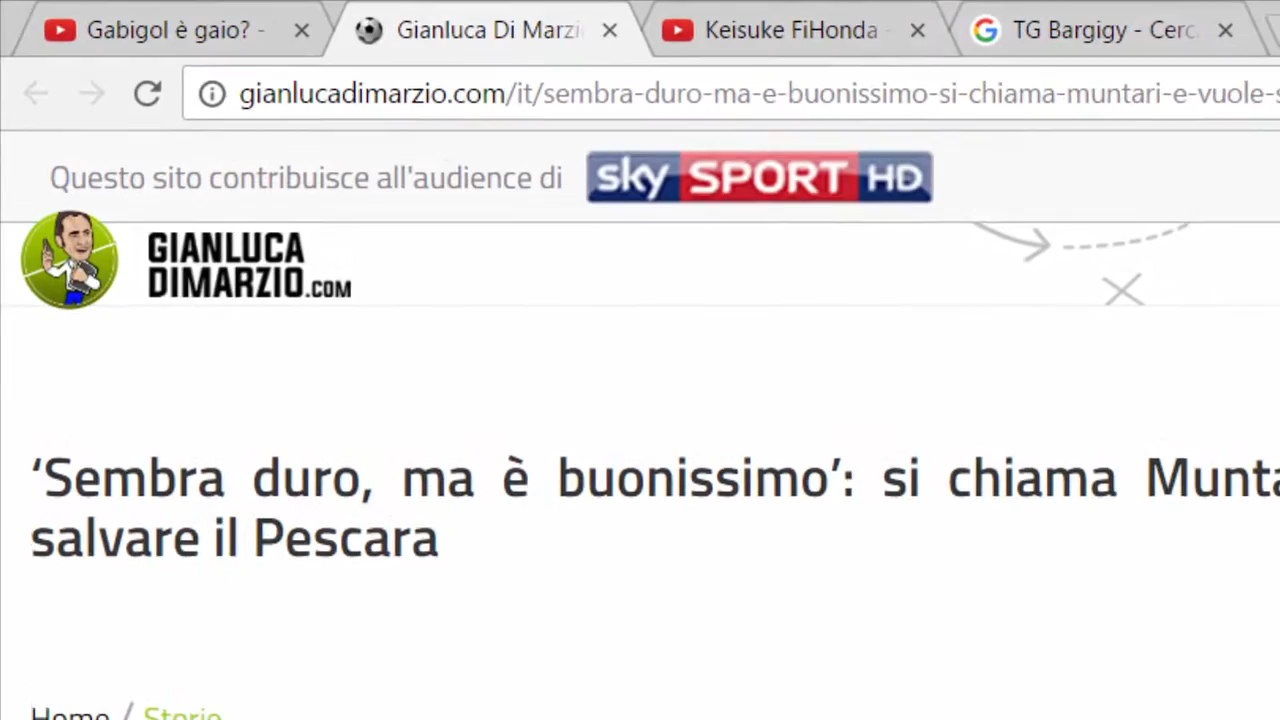 Gabigol è gaio? -
Gianluca Di Marzi
Keisuke FiHonda -
TG Bargigy - Cerc
gianlucadimarzio.com/it/sembra-duro-ma-e-buonissimo-si-chiama-muntari-e-vuole-s
Questo sito contribuisce all'audience di
sky SPORT HD
GIANLUCA
DIMARZIO.COM
‘Sembra duro, ma è buonissimo’: si chiama Munta
salvare il Pescara
Home / Storie